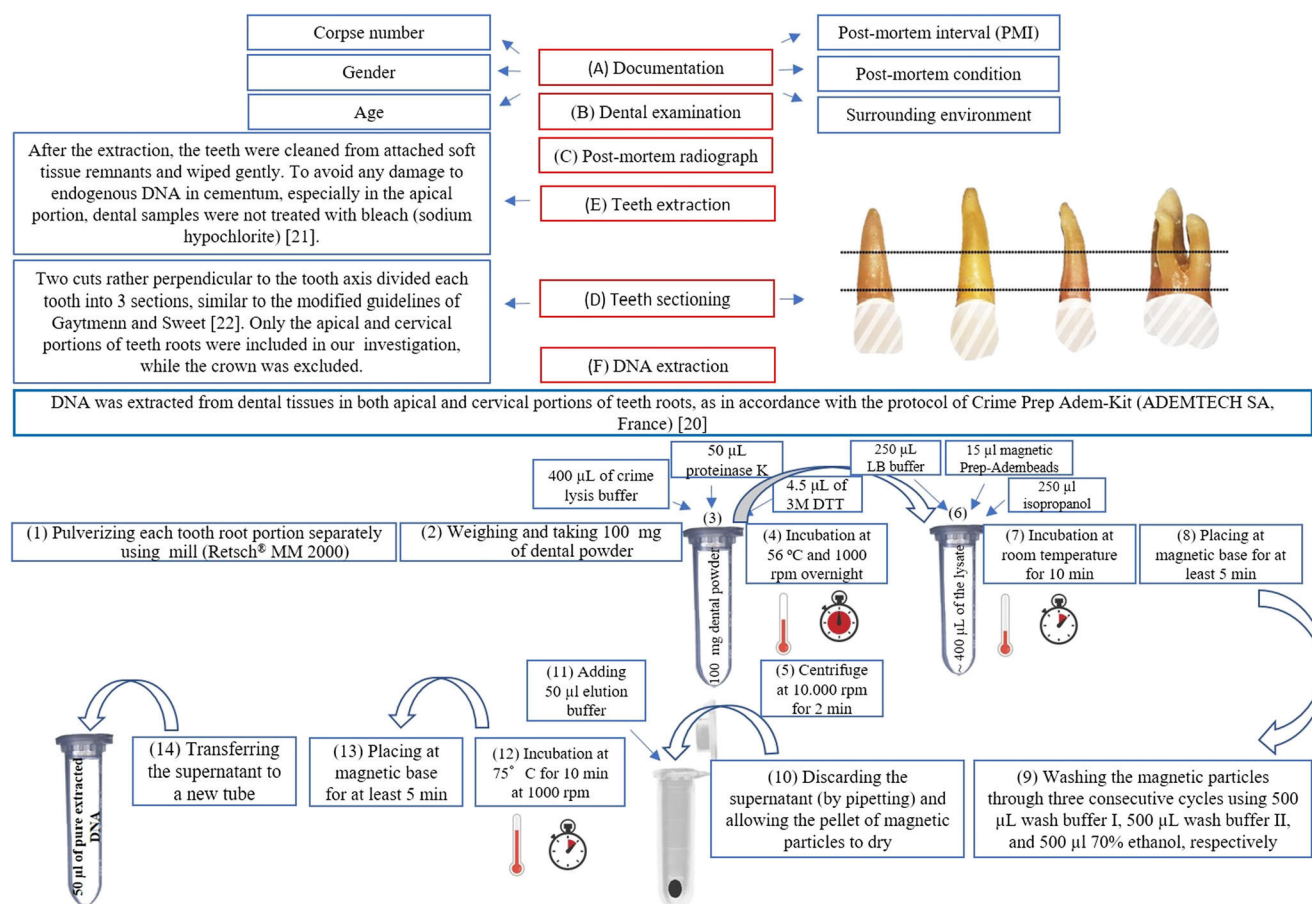 Corpse number
Gender
Age
(A) Documentation
(B) Dental examination
(C) Post-mortem radiograph
(E) Teeth extraction
(D) Teeth sectioning
(F) DNA extraction
Post-mortem interval (PMI)
Post-mortem condition
Surrounding environment
After the extraction, the teeth were cleaned from attached soft
tissue remnants and wiped gently. To avoid any damage to
endogenous DNA in cementum, especially in the apical
portion, dental samples were not treated with bleach (sodium
hypochlorite) [21].
Two cuts rather perpendicular to the tooth axis divided each
tooth into 3 sections, similar to the modified guidelines of
Gaytmenn and Sweet [22]. Only the apical and cervical
portions of teeth roots were included in our investigation,
while the crown was excluded.
DNA was extracted from dental tissues in both apical and cervical portions of teeth roots, as in accordance with the protocol of Crime Prep Adem-Kit (ADEMTECH SA,
France) [20]
(1) Pulverizing each tooth root portion separately
using mill (Retsch® MM 2000)
(2) Weighing and taking 100 mg
of dental powder
400 µL of crime
lysis buffer
50 µL
proteinase K
4.5 µL of
3M DTT
(3)
100 mg dental powder
(4) Incubation at
56 ºC and 1000
rpm overnight
(5) Centrifuge
at 10.000 rpm
for 2 min
250 µL
LB buffer
15 µl magnetic
Prep-Adembeads
250 µl
isopropanol
(6)
~ 400 µL of the lysate
(7) Incubation at
room temperature
for 10 min
(8) Placing at
magnetic base for at
least 5 min
(9) Washing the magnetic particles
through three consecutive cycles using 500
µL wash buffer I, 500 µL wash buffer II,
and 500 µl 70% ethanol, respectively
(10) Discarding the
supernatant (by pipetting) and
allowing the pellet of magnetic
particles to dry
(11) Adding
50 µl elution
buffer
(12) Incubation at
75° C for 10 min
at 1000 rpm
(13) Placing at
magnetic base
for at least 5 min
(14) Transferring
the supernatant to
a new tube
50 µl of pure extracted
DNA